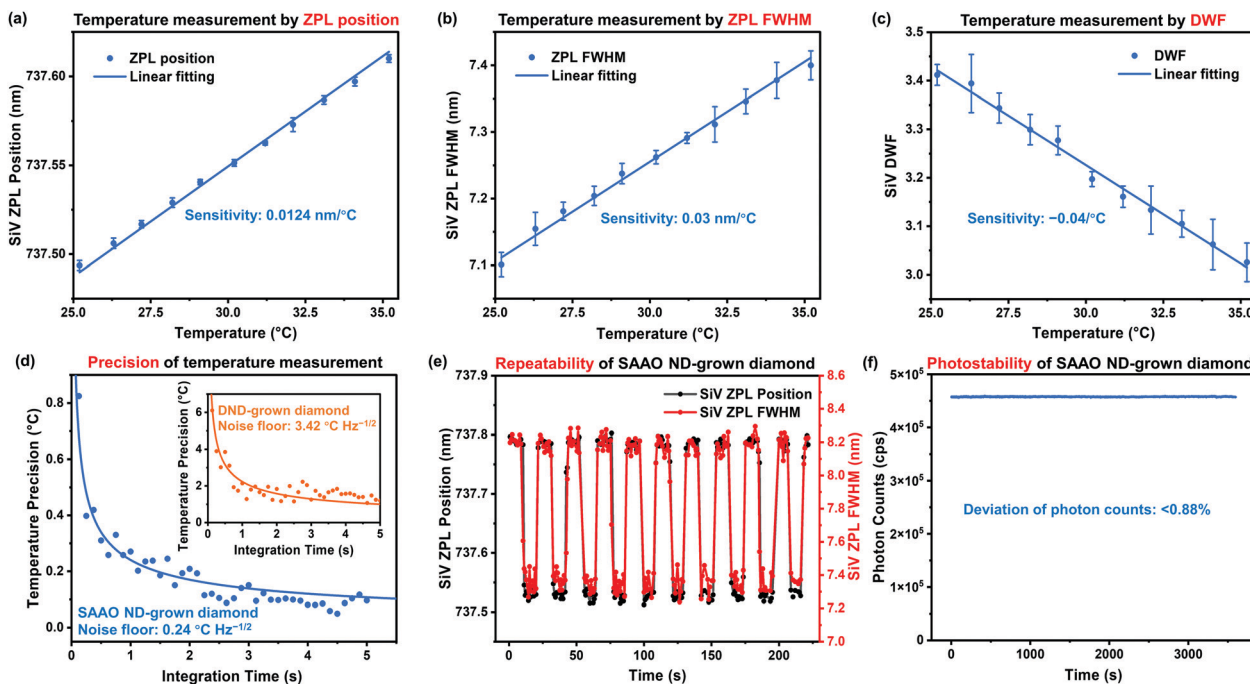 (a) Temperature measurement by ZPL position
ZPL position
Linear fitting
Sensitivity: 0.0124 nm/°C
SiV ZPL Position (nm)
737.60
737.55
737.50
25.0 27.5 30.0 32.5 35.0
Temperature (°C)
(b) Temperature measurement by ZPL FWHM
ZPL FWHM
Linear fitting
Sensitivity: 0.03 nm/°C
SiV ZPL FWHM (nm)
7.4
7.3
7.2
7.1
25.0 27.5 30.0 32.5 35.0
Temperature (°C)
(c) Temperature measurement by DWF
DWF
Linear fitting
Sensitivity: −0.04/°C
SiV DWF
3.5
3.4
3.3
3.2
3.1
3.0
25.0 27.5 30.0 32.5 35.0
Temperature (°C)
(d) Precision of temperature measurement
Temperature Precision (°C)
0.8
0.6
0.4
0.2
0.0
0 1 2 3 4 5
Integration Time (s)
SAAO ND-grown diamond
Noise floor: 0.24 °C Hz−1/2
DND-grown diamond
Noise floor: 3.42 °C Hz−1/2
Temperature Precision (°C)
6
4
2
0
0 1 2 3 4 5
Integration Time (s)
(e) Repeatability of SAAO ND-grown diamond
SiV ZPL Position
SiV ZPL FWHM
SiV ZPL Position (nm)
737.9
737.8
737.7
737.6
737.5
0 50 100 150 200
Time (s)
8.6
8.4
8.2
8.0
7.8
7.6
7.4
7.2
7.0
SiV ZPL FWHM (nm)
(f) Photostability of SAAO ND-grown diamond
Photon Counts (cps)
5×10⁵
4×10⁵
3×10⁵
2×10⁵
1×10⁵
0
0 1000 2000 3000
Time (s)
Deviation of photon counts: <0.88%